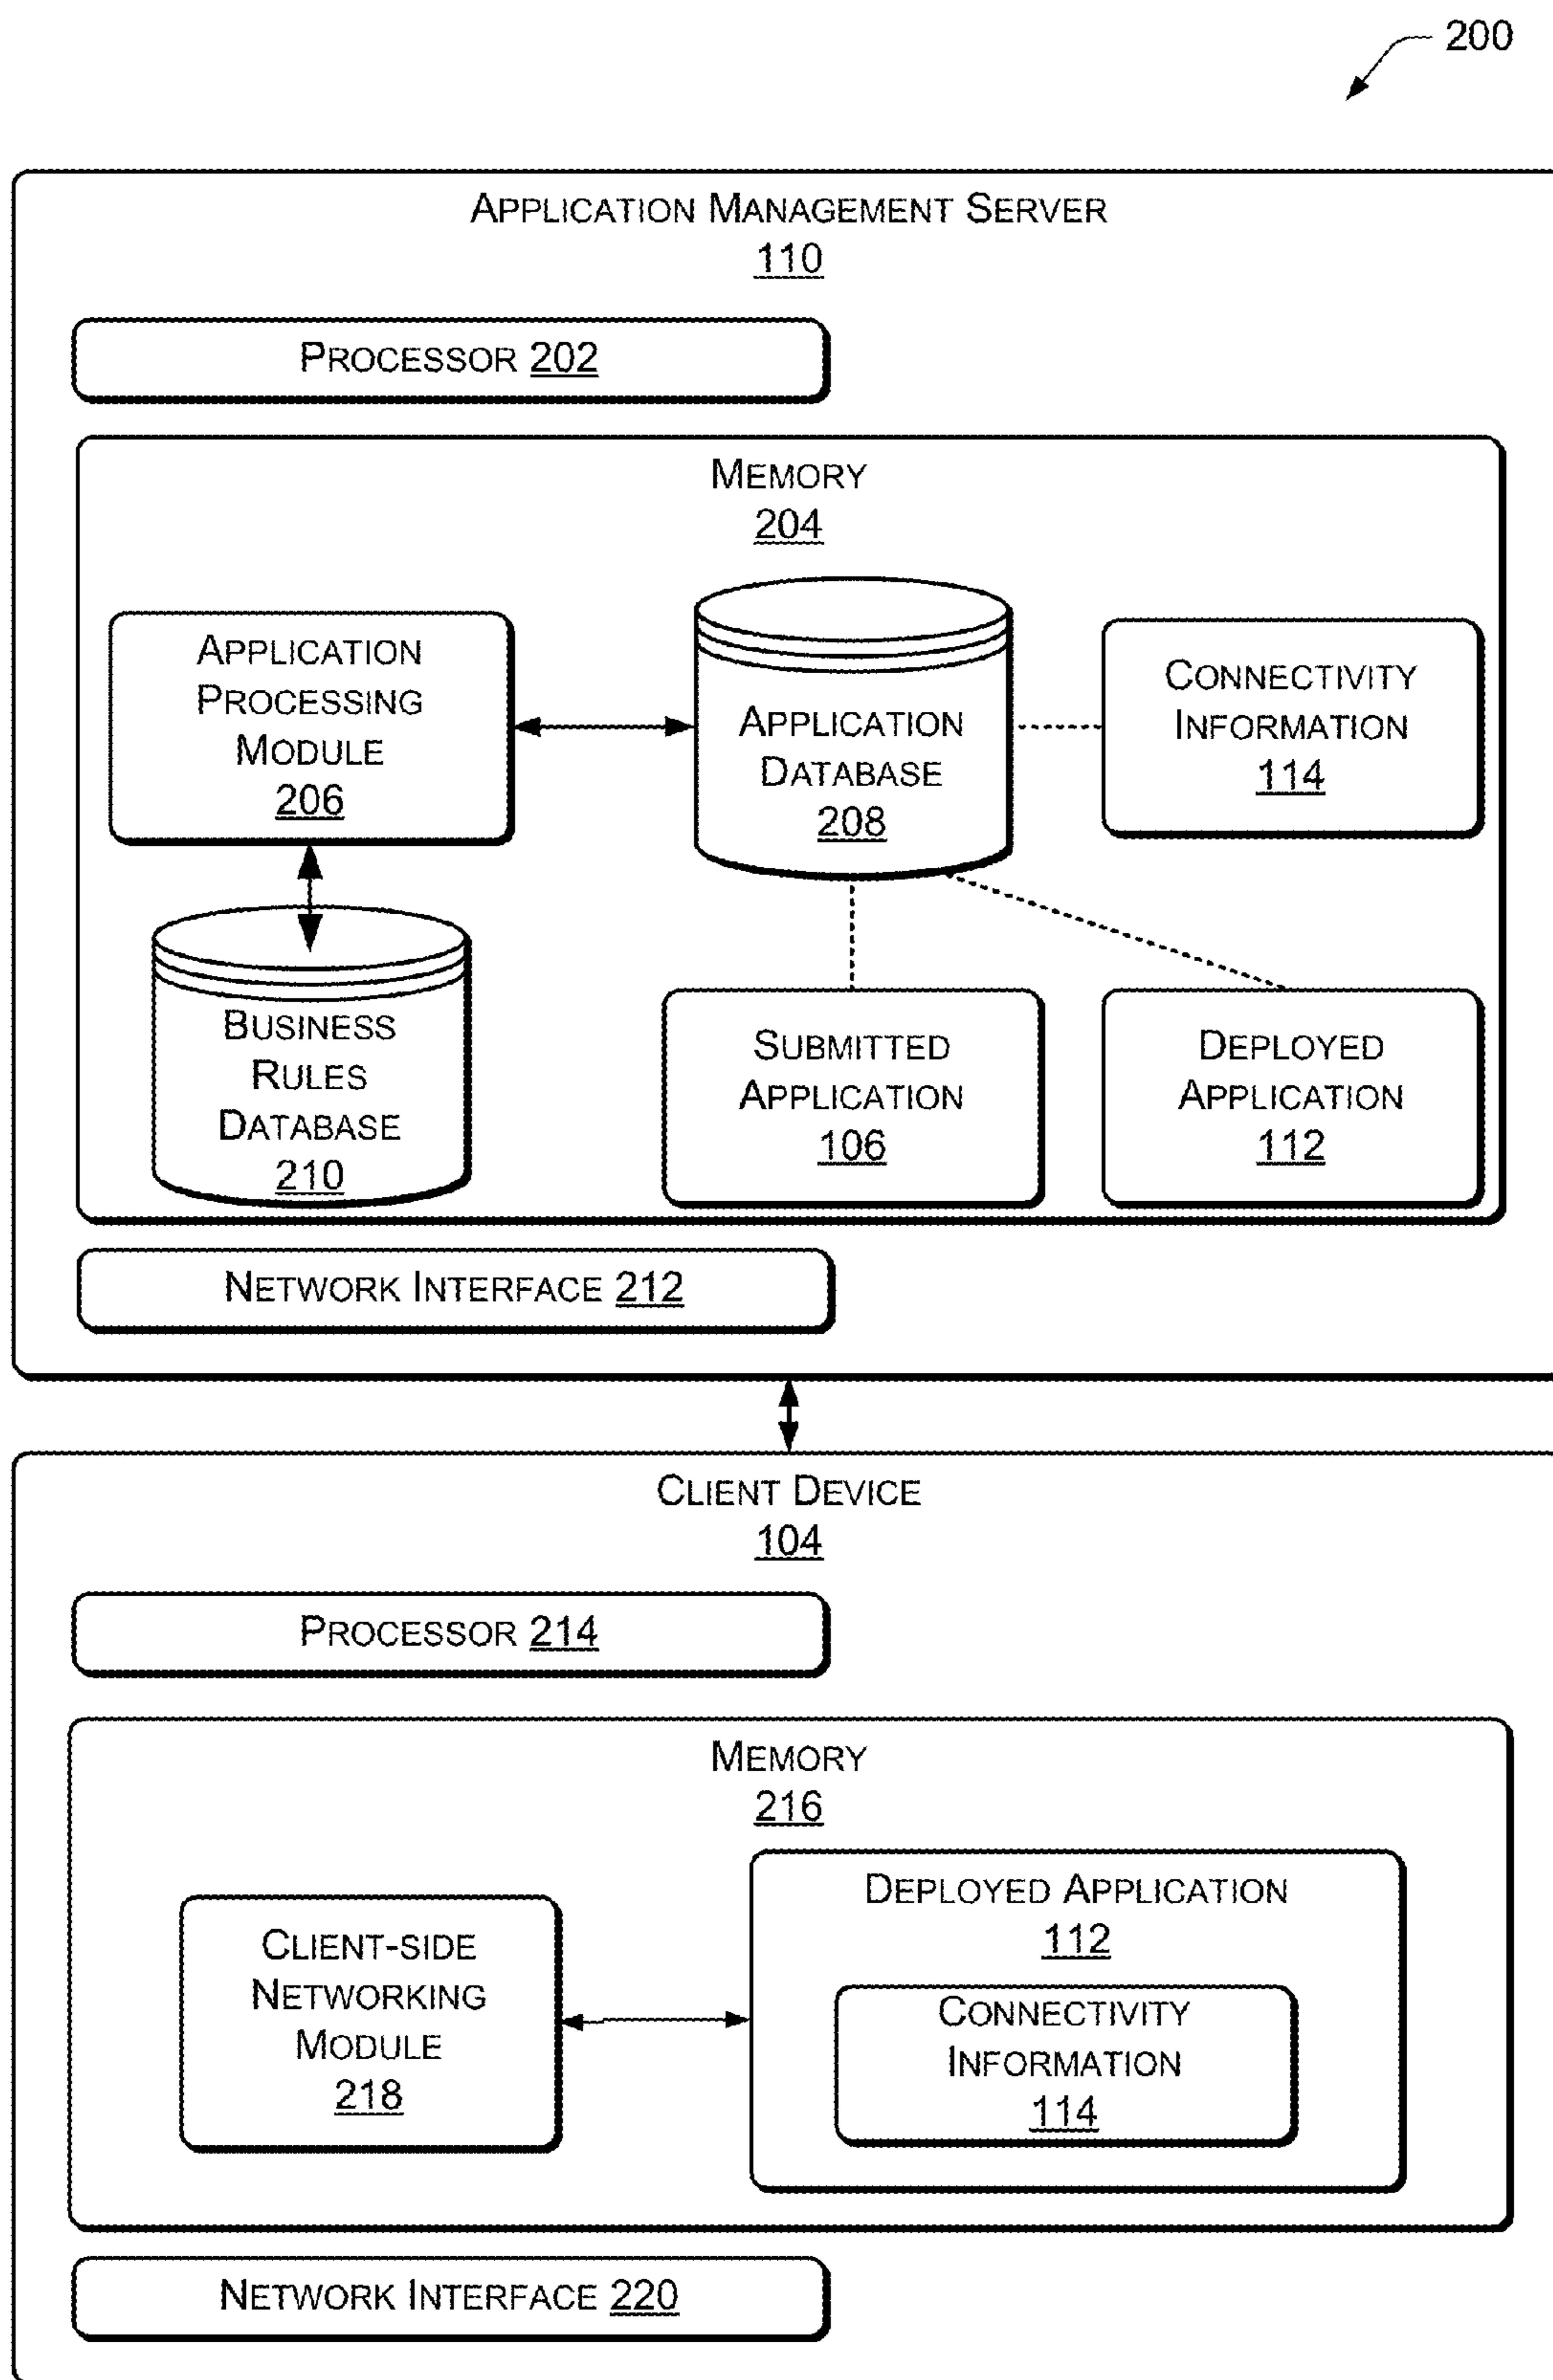 200
APPLICATION MANAGEMENT SERVER
110
PROCESSOR 202
MEMORY
204
APPLICATION
PROCESSING
MODULE
206
APPLICATION
DATABASE
208
CONNECTIVITY
INFORMATION
114
BUSINESS
RULES
DATABASE
210
SUBMITTED
APPLICATION
106
DEPLOYED
APPLICATION
112
NETWORK INTERFACE 212
CLIENT DEVICE
104
PROCESSOR 214
MEMORY
216
CLIENT-SIDE
NETWORKING
MODULE
218
DEPLOYED APPLICATION
112
CONNECTIVITY
INFORMATION
114
NETWORK INTERFACE 220